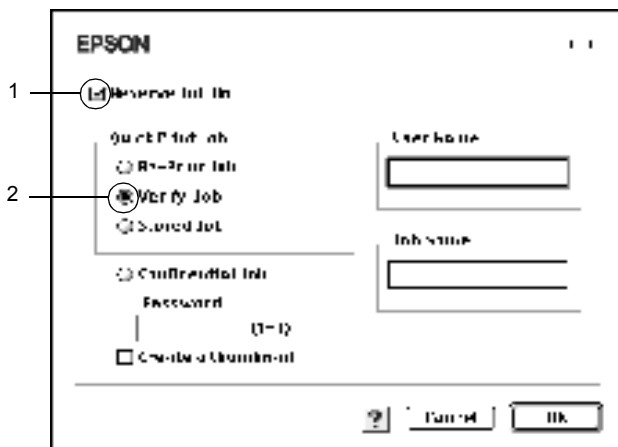 EPSON
1
Reserve Job On
Quick Print Job
User Name
Re-Print Job
2
Verify Job
Stored Job
Job Name
Confidential Job
Password
Create a thumbnail
? Cancel OK